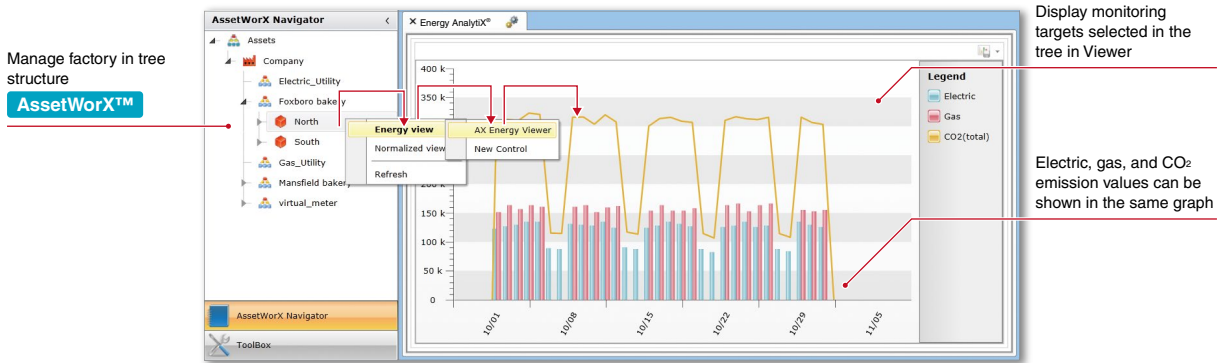 Manage factory in tree
structure
AssetWorX™
AssetWorX Navigator
Assets
Company
Electric_Utility
Foxboro bakery
North
South
Gas_Utility
Mansfield bakery
virtual_meter
AssetWorX Navigator
ToolBox
Energy view
Normalized view
Refresh
AX Energy Viewer
New Control
Energy AnalytiX®
400 k
350 k
200 k
150 k
100 k
50 k
0
10/01
10/08
10/15
10/22
10/29
11/05
Legend
Electric
Gas
CO2(total)
Display monitoring
targets selected in the
tree in Viewer
Electric, gas, and CO2
emission values can be
shown in the same graph